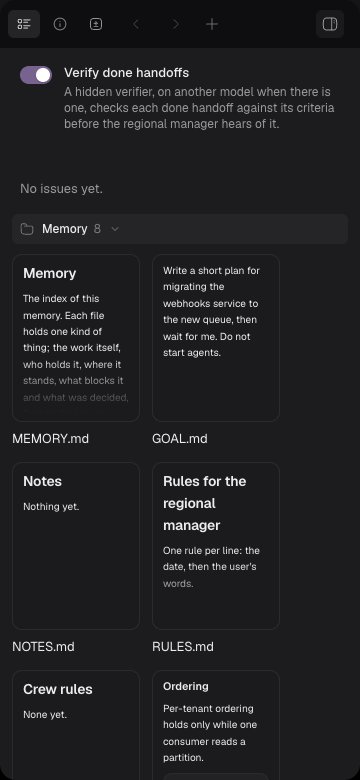 Verify done handoffs
A hidden verifier, on another model when there is
one, checks each done handoff against its criteria
before the regional manager hears of it.
No issues yet.
Memory 8
Memory
The index of this
memory. Each file
holds one kind of
thing; the work itself,
who holds it, where it
stands, what blocks it
and what was decided,
MEMORY.md
Write a short plan for
migrating the
webhooks service to
the new queue, then
wait for me. Do not
start agents.
GOAL.md
Notes
Nothing yet.
NOTES.md
Rules for the
regional
manager
One rule per line: the
date, then the user's
words.
RULES.md
Crew rules
None yet.
Ordering
Per-tenant ordering
holds only while one
consumer reads a
partition.